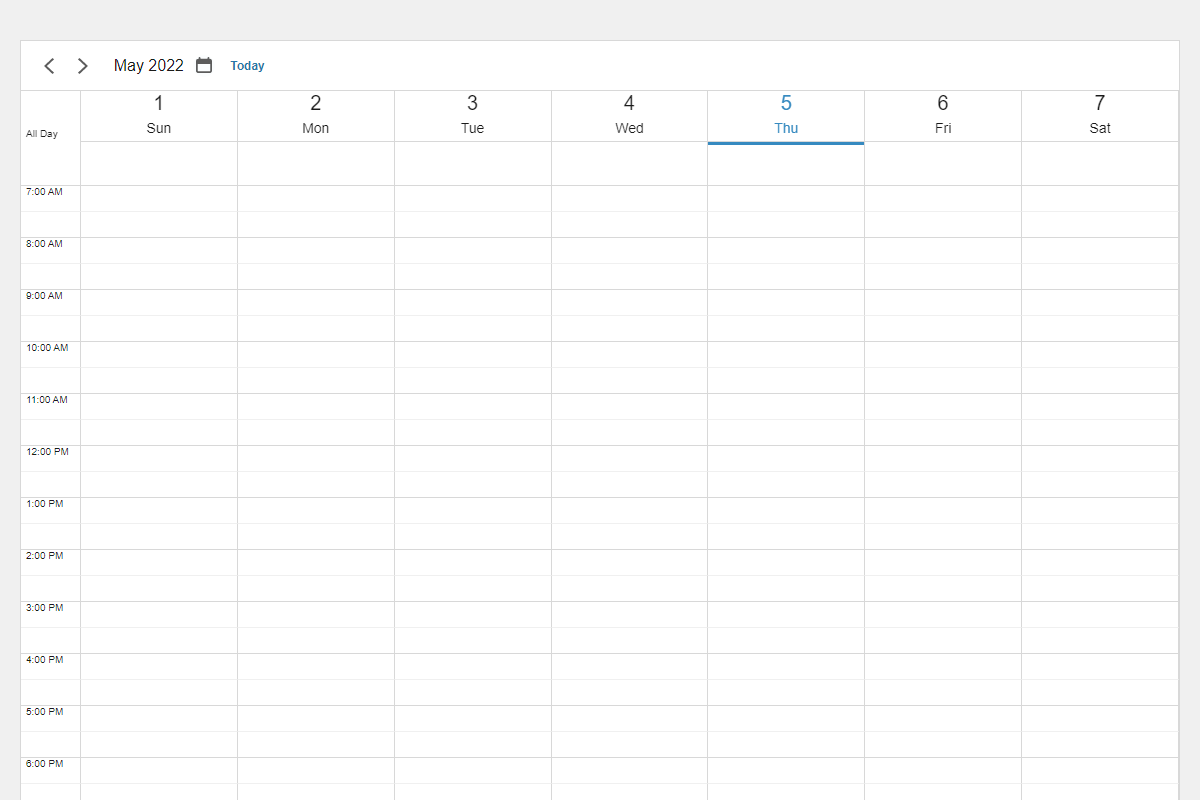 May 2022 Today
1 2 3 4 5 6 7
All Day Sun Mon Tue Wed Thu Fri Sat
7:00 AM
8:00 AM
9:00 AM
10:00 AM
11:00 AM
12:00 PM
1:00 PM
2:00 PM
3:00 PM
4:00 PM
5:00 PM
6:00 PM